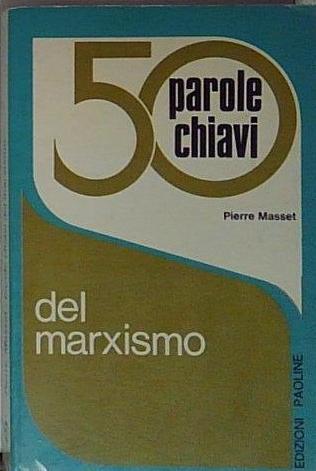 50
parole
chiavi
Pierre Masset
del
marxismo
EDIZIONI PAOLINE